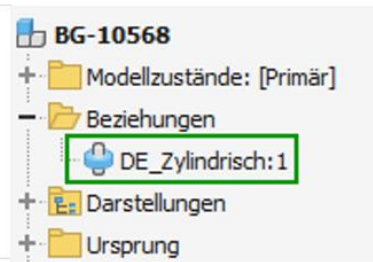 BG-10568
Modellzustände: [Primär]
Beziehungen
DE_Zylindrisch:1
Darstellungen
Ursprung